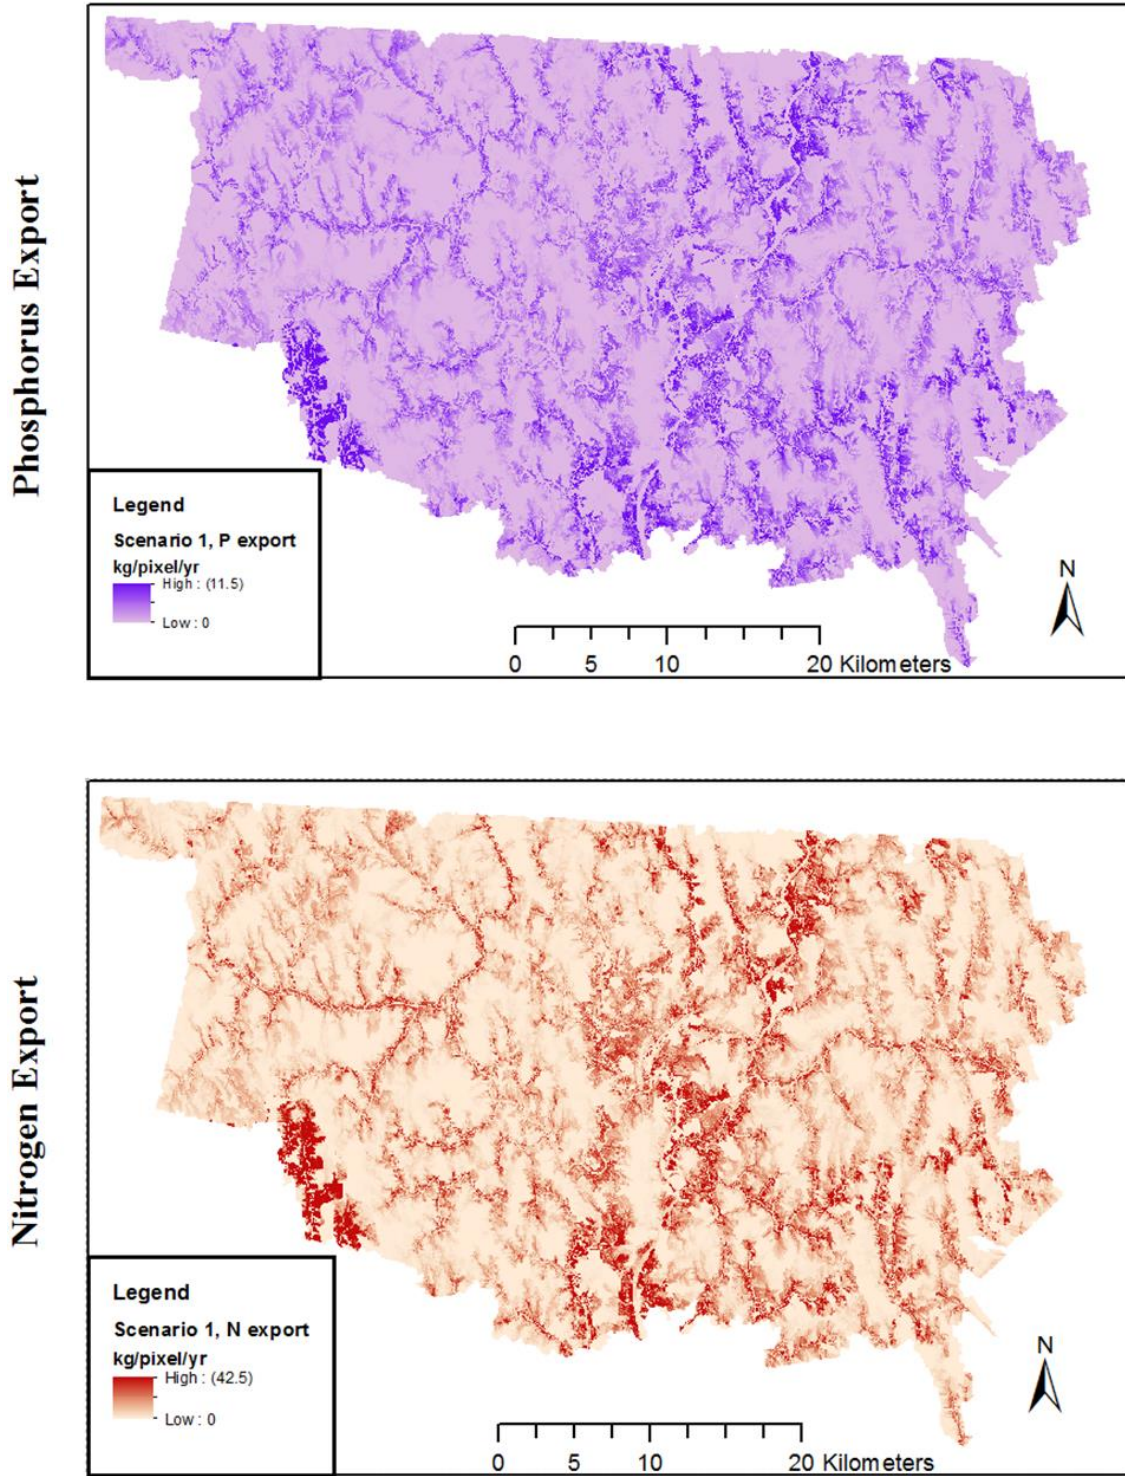 Phosphorus Export
Legend
Scenario 1, P export
kg/pixel/yr
High : (11.5)
Low : 0
N
0 5 10 20 Kilometers
Nitrogen Export
Legend
Scenario 1, N export
kg/pixel/yr
High : (42.5)
Low : 0
N
0 5 10 20 Kilometers